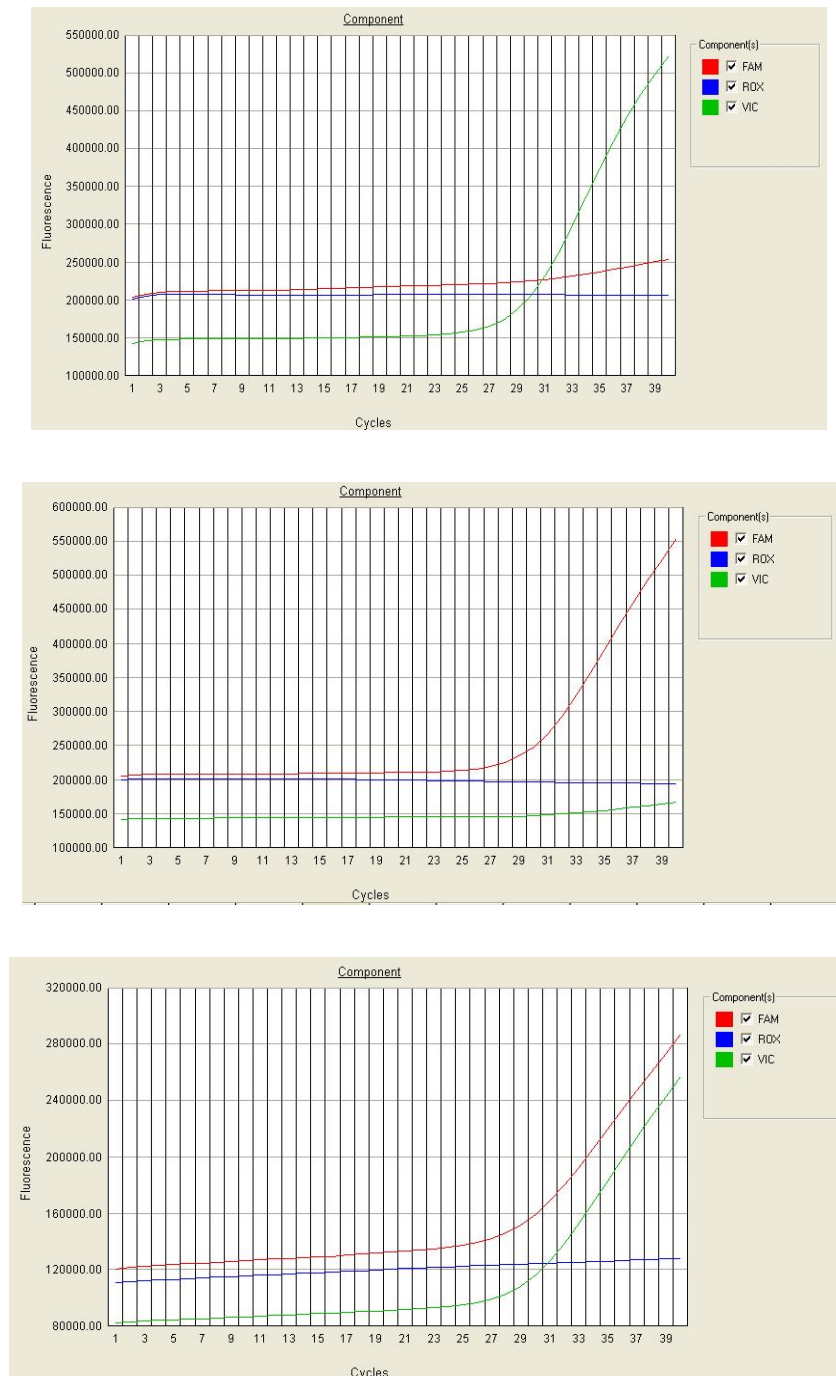 Component
550000.00
500000.00
450000.00
400000.00
350000.00
300000.00
250000.00
200000.00
150000.00
100000.00
Fluorescence
1 3 5 7 9 11 13 15 17 19 21 23 25 27 29 31 33 35 37 39
Cycles
Component(s)
FAM
ROX
VIC
Component
600000.00
550000.00
500000.00
450000.00
400000.00
350000.00
300000.00
250000.00
200000.00
150000.00
100000.00
Fluorescence
1 3 5 7 9 11 13 15 17 19 21 23 25 27 29 31 33 35 37 39
Cycles
Component(s)
FAM
ROX
VIC
Component
320000.00
280000.00
240000.00
200000.00
160000.00
120000.00
80000.00
Fluorescence
1 3 5 7 9 11 13 15 17 19 21 23 25 27 29 31 33 35 37 39
Cycles
Component(s)
FAM
ROX
VIC